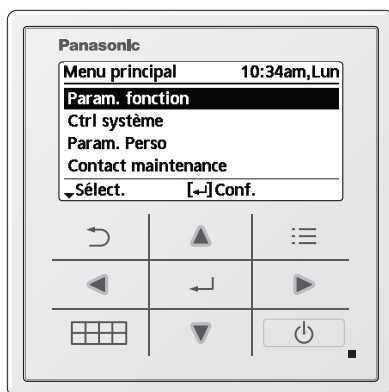 Panasonic
Menu principal 10:34am,Lun
Param. fonction
Ctrl système
Param. Perso
Contact maintenance
Sélect. [↵] Conf.